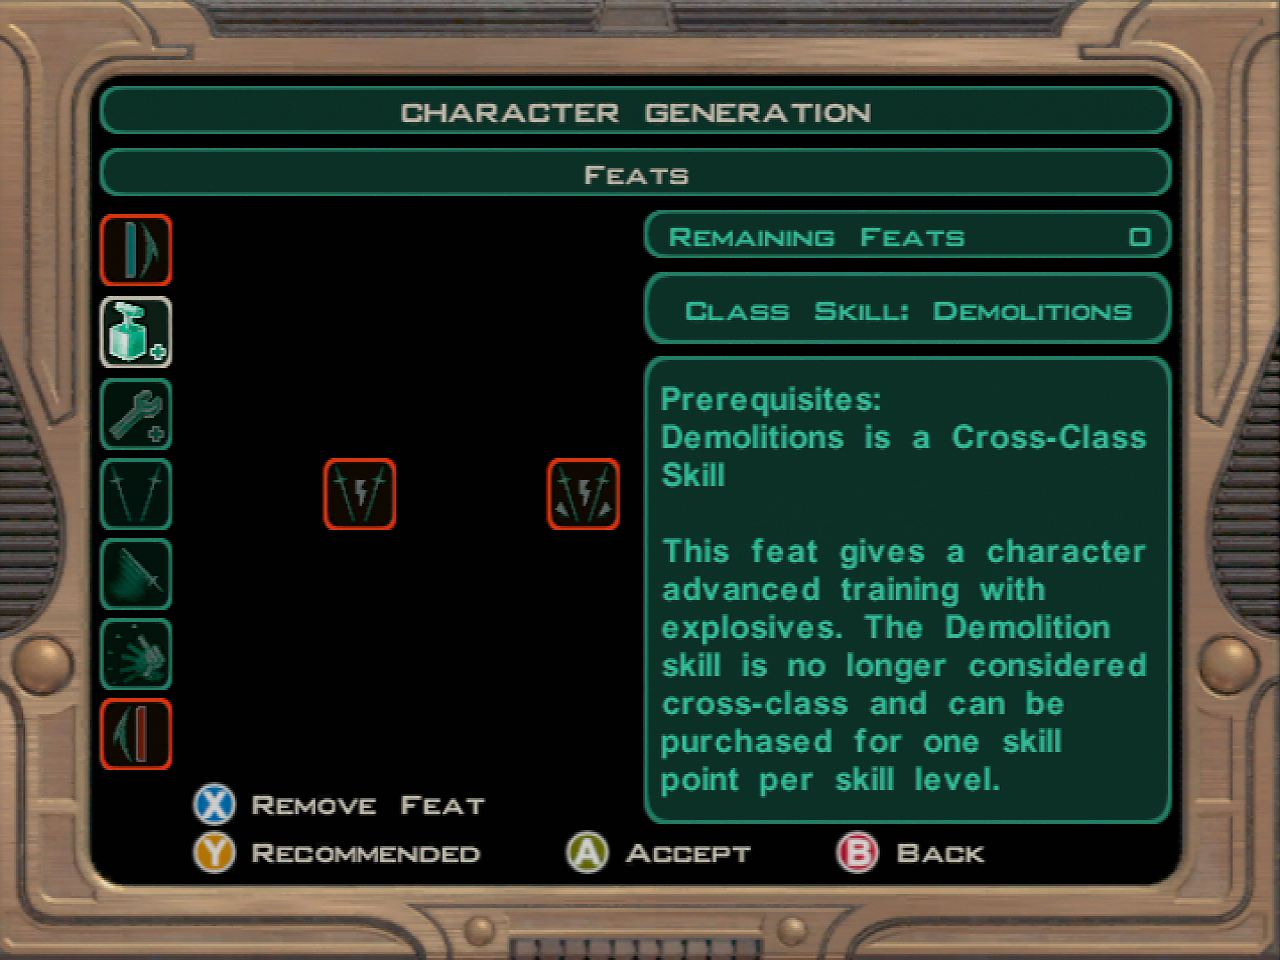 CHARACTER GENERATION
FEATS
REMAINING FEATS 0
CLASS SKILL: DEMOLITIONS
Prerequisites:
Demolitions is a Cross-Class
Skill
This feat gives a character
advanced training with
explosives. The Demolition
skill is no longer considered
cross-class and can be
purchased for one skill
point per skill level.
X REMOVE FEAT
Y RECOMMENDED
A ACCEPT
B BACK